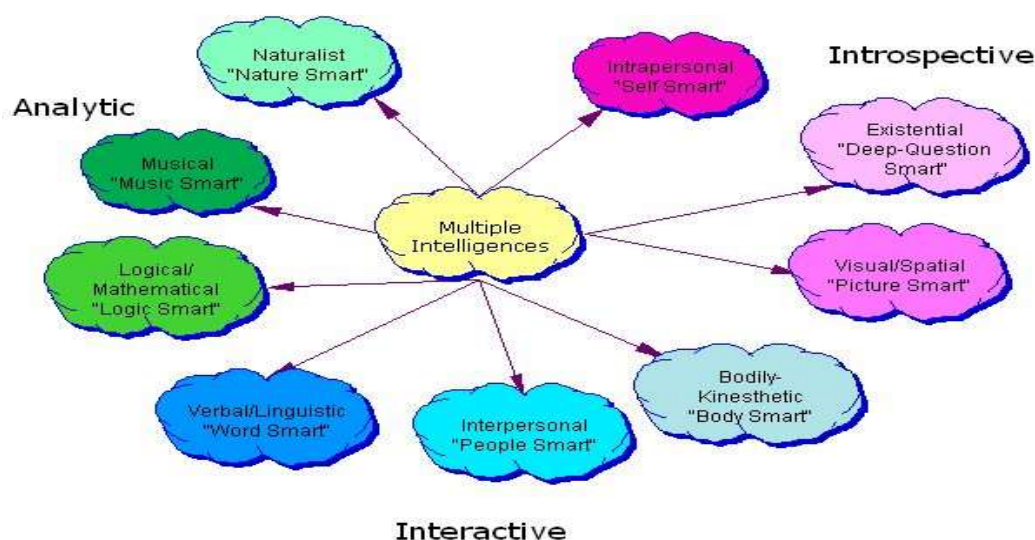 Naturalist
"Nature Smart"
Intrapersonal
"Self Smart"
Introspective
Analytic
Musical
"Music Smart"
Existential
"Deep-Question
Smart"
Multiple
Intelligences
Logical/
Mathematical
"Logic Smart"
Visual/Spatial
"Picture Smart"
Verbal/Linguistic
"Word Smart"
Interpersonal
"People Smart"
Bodily-
Kinesthetic
"Body Smart"
Interactive